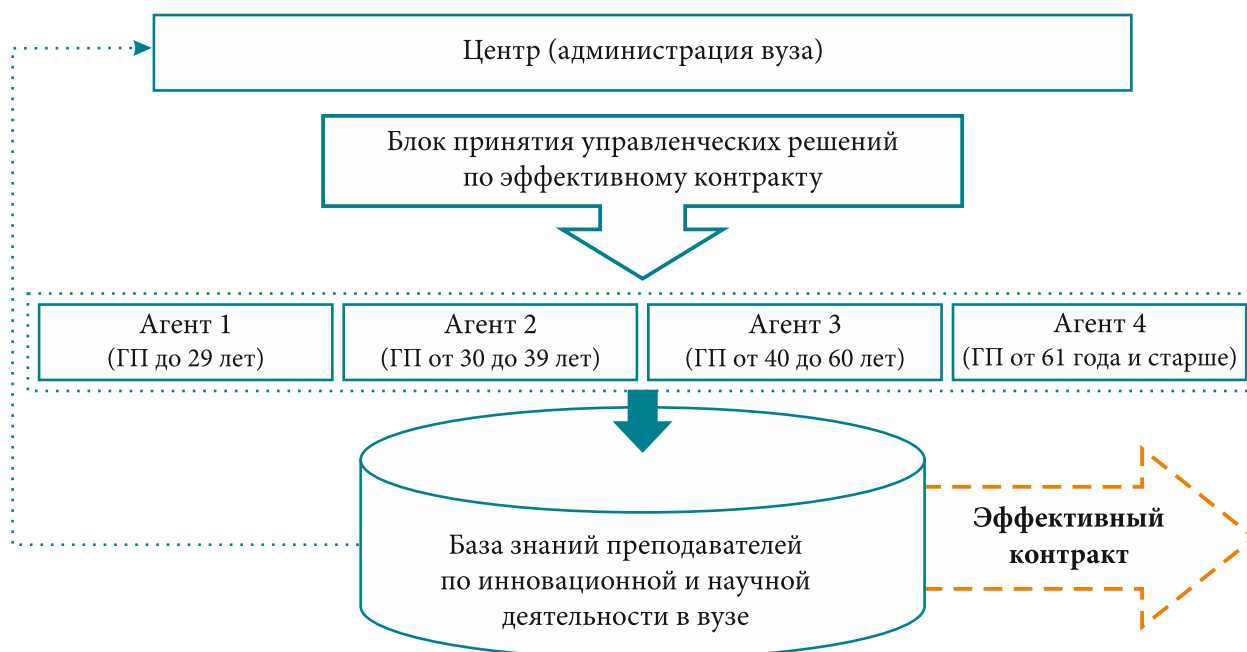 Центр (администрация вуза)
Блок принятия управленческих решений
по эффективному контракту
Агент 1
(ГП до 29 лет)
Агент 2
(ГП от 30 до 39 лет)
Агент 3
(ГП от 40 до 60 лет)
Агент 4
(ГП от 61 года и старше)
База знаний преподавателей
по инновационной и научной
деятельности в вузе
Эффективный
контракт